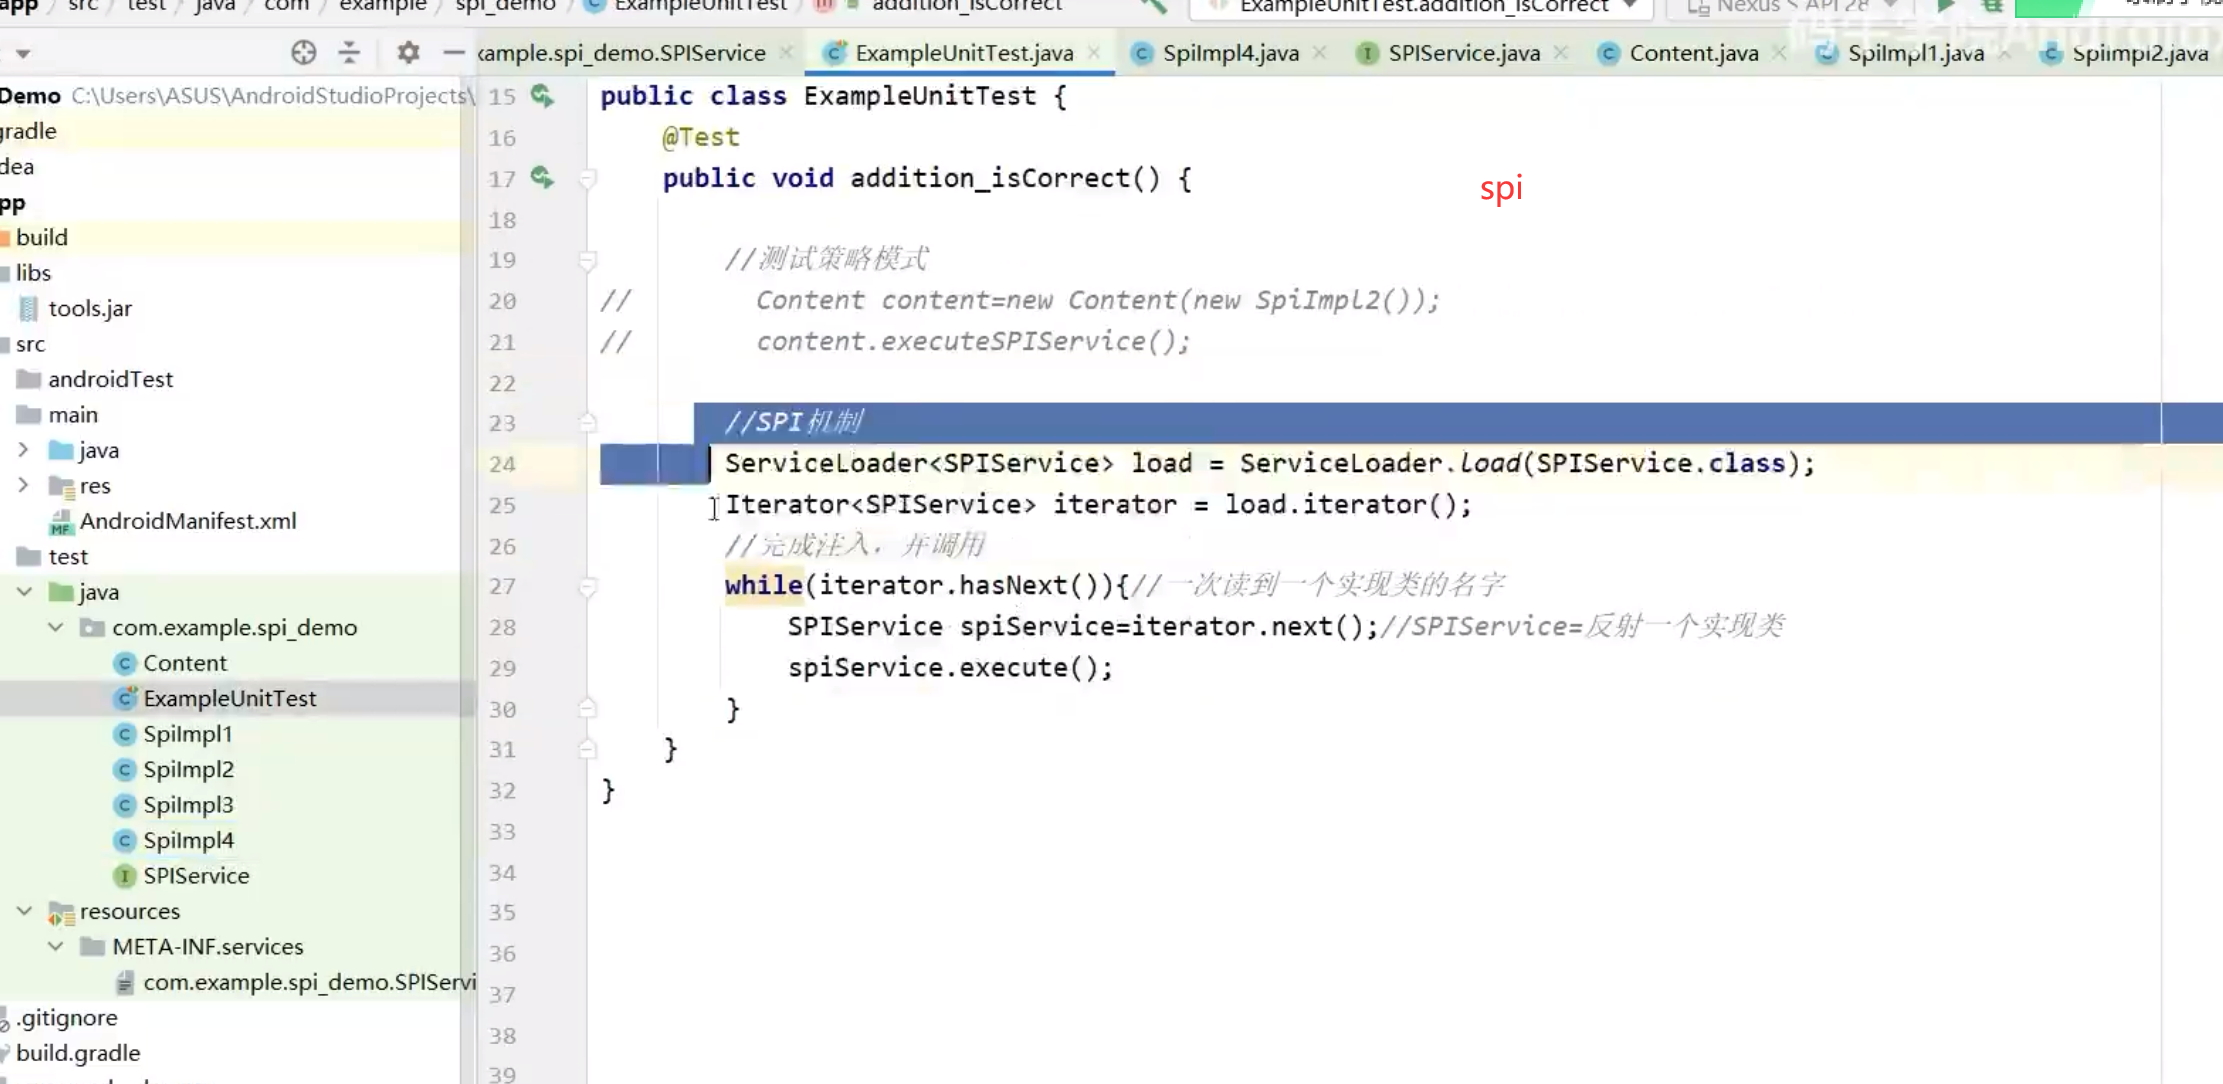 app / src / test / java / com / example / spi_demo / ExampleUnitTest / addition_isCorrect
ExampleUnitTest.addition_isCorrect
Nexus 5 API 28
xample.spi_demo.SPIService
ExampleUnitTest.java
SpiImpl4.java
SPIService.java
Content.java
SpiImpl1.java
SpiImpl2.java
Demo C:\Users\ASUS\AndroidStudioProjects\
gradle
dea
pp
build
libs
tools.jar
src
androidTest
main
java
res
AndroidManifest.xml
test
java
com.example.spi_demo
Content
ExampleUnitTest
SpiImpl1
SpiImpl2
SpiImpl3
SpiImpl4
SPIService
resources
META-INF.services
com.example.spi_demo.SPIServi
.gitignore
build.gradle
15 public class ExampleUnitTest {
16 @Test
17 public void addition_isCorrect() {
spi
18
19 //测试策略模式
20 // Content content=new Content(new SpiImpl2());
21 // content.executeSPIService();
22
23 //SPI机制
24 ServiceLoader<SPIService> load = ServiceLoader.load(SPIService.class);
25 Iterator<SPIService> iterator = load.iterator();
26 //完成注入，并调用
27 while(iterator.hasNext()){//一次读到一个实现类的名字
28 SPIService spiService=iterator.next();//SPIService=反射一个实现类
29 spiService.execute();
30 }
31 }
32 }
33
34
35
36
37
38
39